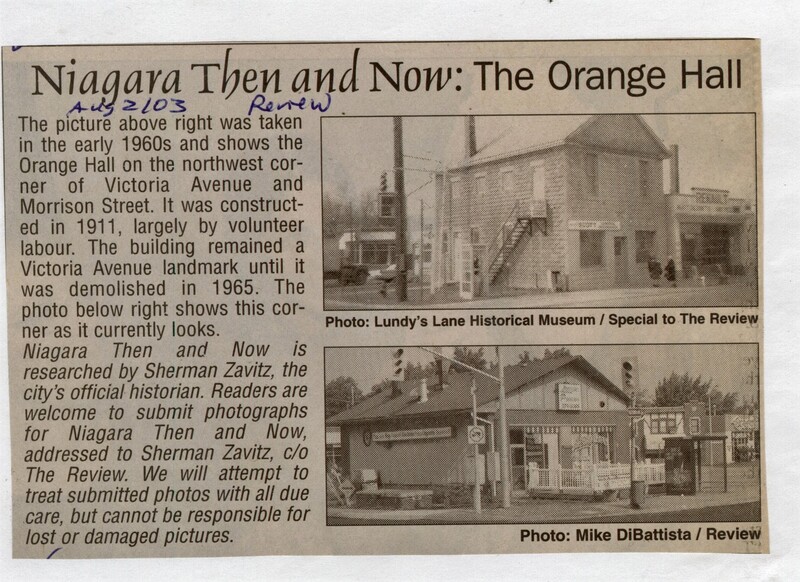 Niagara Then and Now: The Orange Hall
Aug 2/03 Review
The picture above right was taken
in the early 1960s and shows the
Orange Hall on the northwest cor-
ner of Victoria Avenue and
Morrison Street. It was construct-
ed in 1911, largely by volunteer
labour. The building remained a
Victoria Avenue landmark until it
was demolished in 1965. The
photo below right shows this cor-
ner as it currently looks.
Niagara Then and Now is
researched by Sherman Zavitz, the
city's official historian. Readers are
welcome to submit photographs
for Niagara Then and Now,
addressed to Sherman Zavitz, c/o
The Review. We will attempt to
treat submitted photos with all due
care, but cannot be responsible for
lost or damaged pictures.
RENAULT
Photo: Lundy's Lane Historical Museum / Special to The Review
Photo: Mike DiBattista / Review